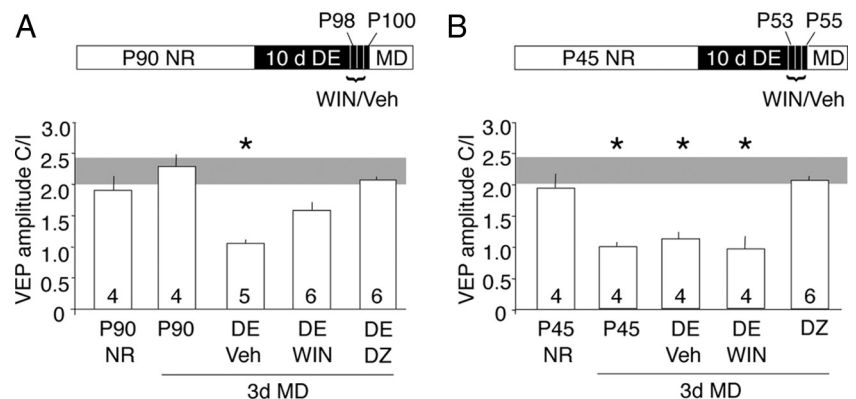 A
P98 P100
P90 NR 10 d DE MD
WIN/Veh
VEP amplitude C/I
3.0
2.5
2.0
1.5
1.0
0.5
0
*
4 4 5 6 6
P90 P90 DE DE DE
NR Veh WIN DZ
3d MD
B
P53 P55
P45 NR 10 d DE MD
WIN/Veh
VEP amplitude C/I
3.0
2.5
2.0
1.5
1.0
0.5
0
* * *
4 4 4 4 6
P45 P45 DE DE DZ
NR Veh WIN
3d MD